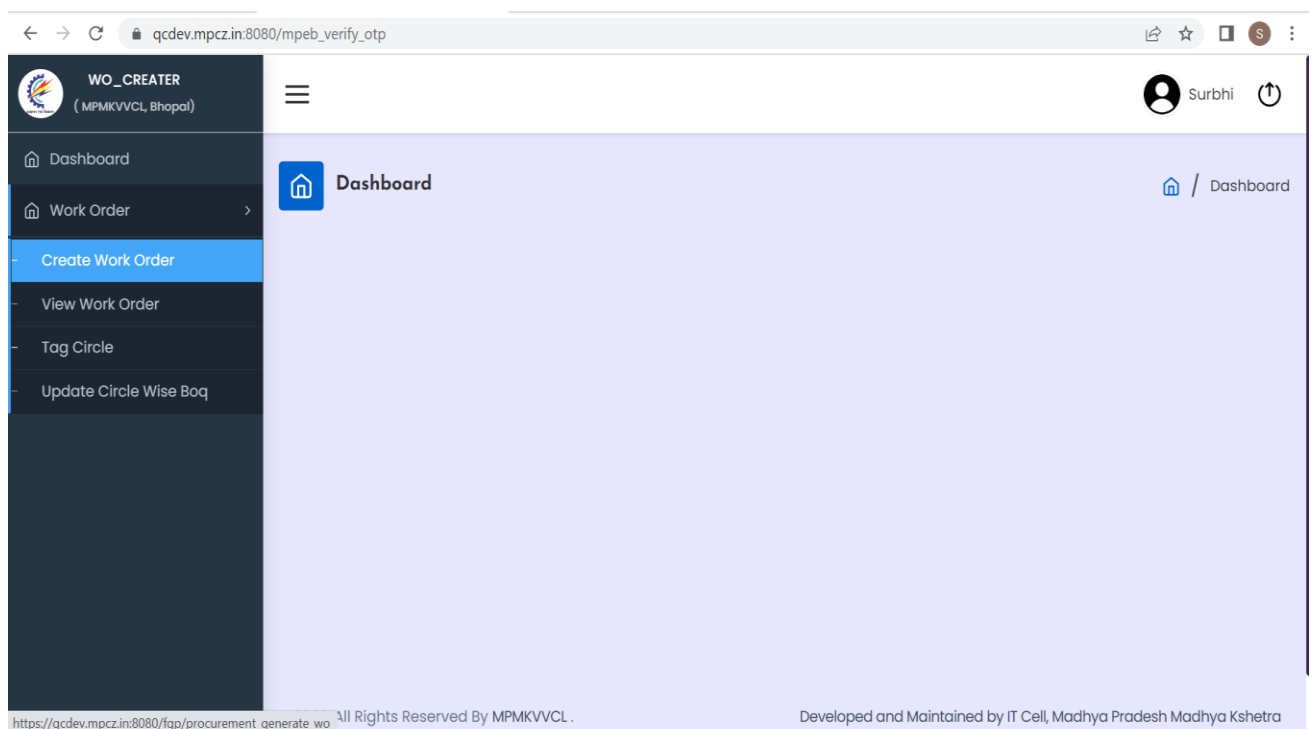 qcdev.mpcz.in:8080/mpeb_verify_otp
S
WO_CREATER
( MPMKVVCL, Bhopal)
Surbhi
Dashboard
Work Order
Create Work Order
View Work Order
Tag Circle
Update Circle Wise Boq
Dashboard
/ Dashboard
All Rights Reserved By MPMKVVCL .
Developed and Maintained by IT Cell, Madhya Pradesh Madhya Kshetra
https://qcdev.mpcz.in:8080/fqp/procurement_generate_wo